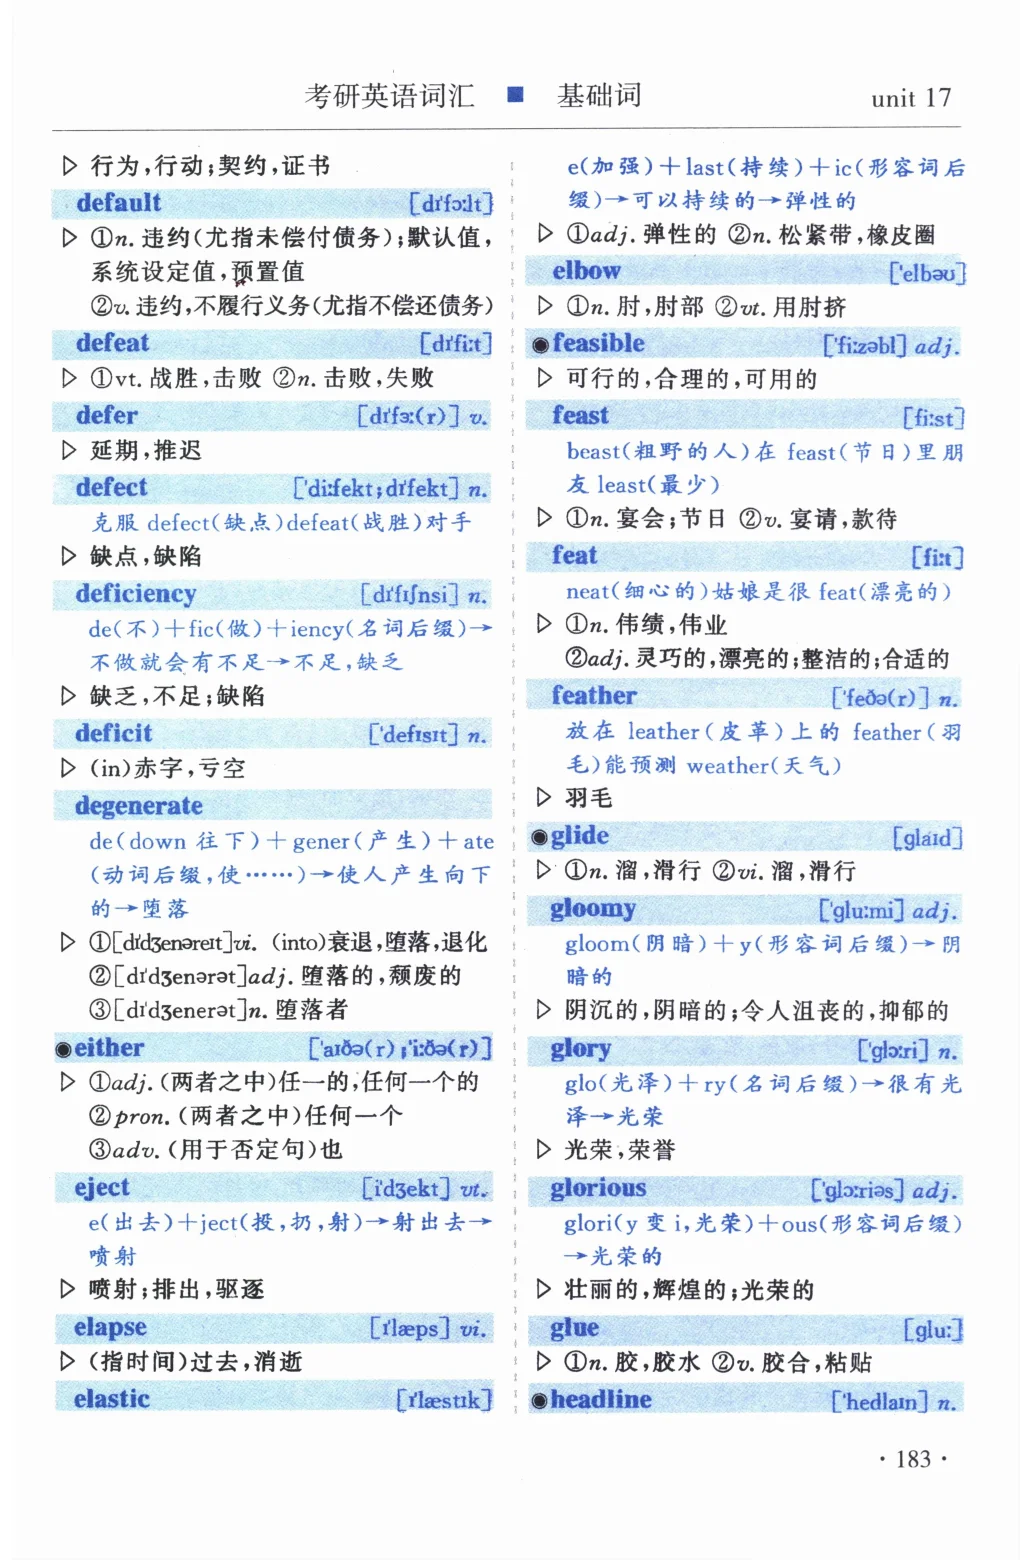 考研英语词汇 ■ 基础词 unit 17
▷ 行为,行动;契约,证书
default [dɪˈfɔːlt]
▷ ①n. 违约(尤指未偿付债务);默认值,
系统设定值,预置值
②v. 违约,不履行义务(尤指不偿还债务)
defeat [dɪˈfiːt]
▷ ①vt. 战胜,击败 ②n. 击败,失败
defer [dɪˈfɜː(r)] v.
▷ 延期,推迟
defect [ˈdiːfekt;dɪˈfekt] n.
克服 defect(缺点)defeat(战胜)对手
▷ 缺点,缺陷
deficiency [dɪˈfɪʃnsi] n.
de(不)+fic(做)+iency(名词后缀)→
不做就会有不足→不足,缺乏
▷ 缺乏,不足;缺陷
deficit [ˈdefɪsɪt] n.
▷ (in)赤字,亏空
degenerate
de(down 往下)+gener(产生)+ate
(动词后缀,使……)→使人产生向下
的→堕落
▷ ①[dɪˈdʒenəreɪt]vi. (into)衰退,堕落,退化
②[dɪˈdʒenərət]adj. 堕落的,颓废的
③[dɪˈdʒenerət]n. 堕落者
◉either [ˈaɪðə(r);ˈiːðə(r)]
▷ ①adj. (两者之中)任一的,任何一个的
②pron. (两者之中)任何一个
③adv. (用于否定句)也
eject [iˈdʒekt] vt.
e(出去)+ject(投,扔,射)→射出去→
喷射
▷ 喷射;排出,驱逐
elapse [ɪˈlæps] vi.
▷ (指时间)过去,消逝
elastic [ɪˈlæstɪk]
e(加强)+last(持续)+ic(形容词后
缀)→可以持续的→弹性的
▷ ①adj. 弹性的 ②n. 松紧带,橡皮圈
elbow [ˈelbəʊ]
▷ ①n. 肘,肘部 ②vt. 用肘挤
◉feasible [ˈfiːzəbl] adj.
▷ 可行的,合理的,可用的
feast [fiːst]
beast(粗野的人)在 feast(节日)里朋
友 least(最少)
▷ ①n. 宴会;节日 ②v. 宴请,款待
feat [fiːt]
neat(细心的)姑娘是很 feat(漂亮的)
▷ ①n. 伟绩,伟业
②adj. 灵巧的,漂亮的;整洁的;合适的
feather [ˈfeðə(r)] n.
放在 leather(皮革)上的 feather(羽
毛)能预测 weather(天气)
▷ 羽毛
◉glide [ɡlaɪd]
▷ ①n. 溜,滑行 ②vi. 溜,滑行
gloomy [ˈɡluːmi] adj.
gloom(阴暗)+y(形容词后缀)→阴
暗的
▷ 阴沉的,阴暗的;令人沮丧的,抑郁的
glory [ˈɡlɔːri] n.
glo(光泽)+ry(名词后缀)→很有光
泽→光荣
▷ 光荣,荣誉
glorious [ˈɡlɔːriəs] adj.
glori(y 变 i,光荣)+ous(形容词后缀)
→光荣的
▷ 壮丽的,辉煌的;光荣的
glue [ɡluː]
▷ ①n. 胶,胶水 ②v. 胶合,粘贴
◉headline [ˈhedlaɪn] n.
· 183 ·